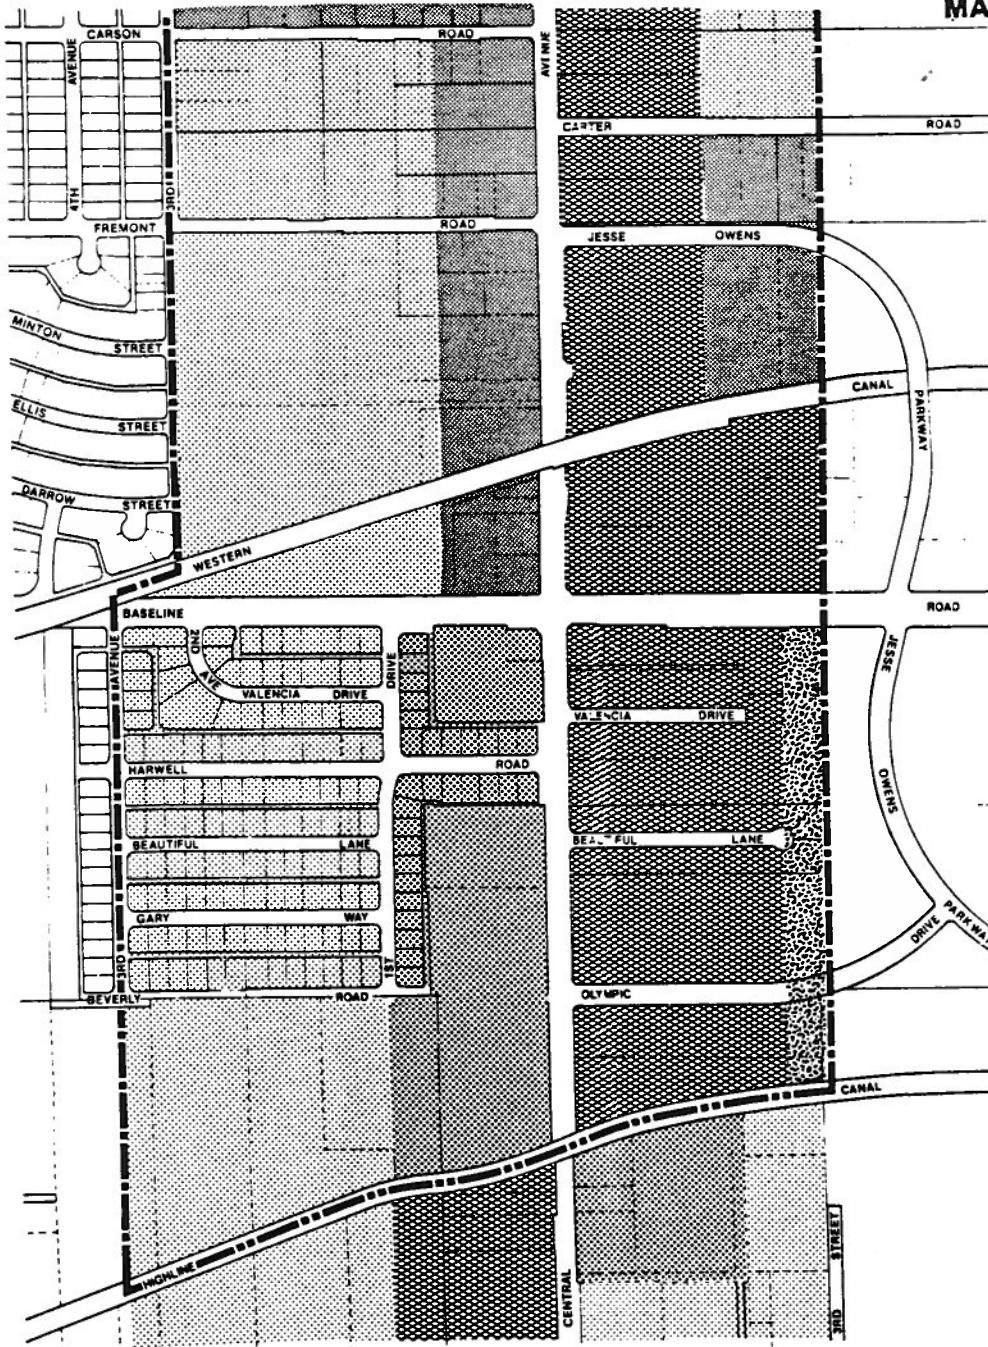 MA
CARSON
ROAD
AVENUE
AVENUE
4TH
3RD
CARTER
ROAD
FREMONT
ROAD
JESSE
OWENS
MINTON
STREET
CANAL
PARKWAY
ELLIS
STREET
DARROW
STREET
WESTERN
BASELINE
ROAD
AVENUE
2ND
AVE
DRIVE
JESSE
VALENCIA
DRIVE
VALENCIA
DRIVE
HARWELL
ROAD
OWENS
BEAUTIFUL
LANE
BEAUTIFUL
LANE
GARY
WAY
DRIVE
PARKWAY
3RD
1ST
BEVERLY
ROAD
OLYMPIC
CANAL
HIGHLINE
CENTRAL
STREET
3RD